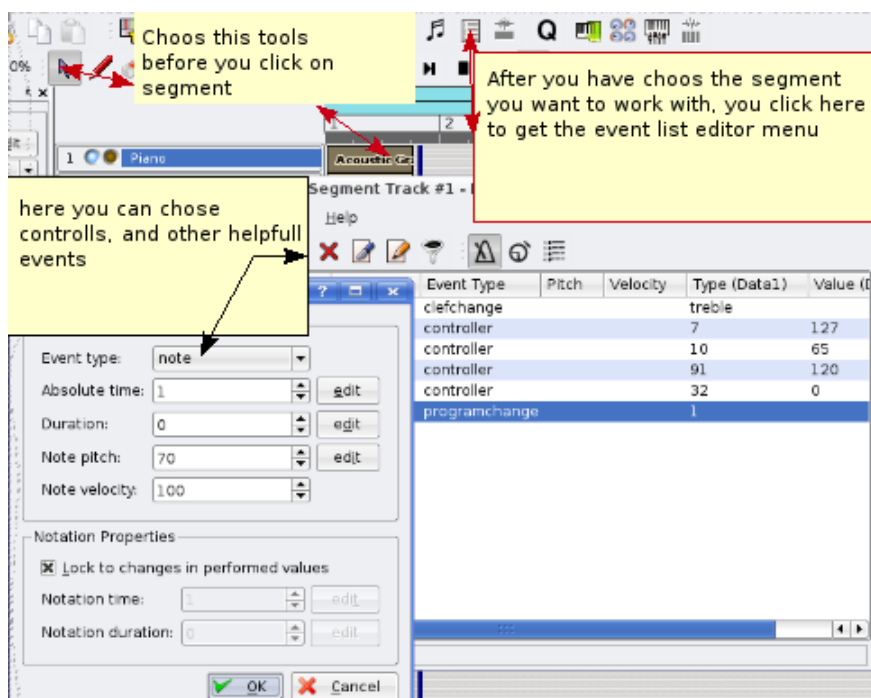 Choos this tools
before you click on
segment
0%
After you have choos the segment
you want to work with, you click here
to get the event list editor menu
1
2
1 Piano
Acoustic Gr
Segment Track #1 -
here you can chose
controlls, and other helpfull
events
Help
Event Type Pitch Velocity Type (Data1) Value (D
clefchange treble
controller 7 127
controller 10 65
controller 91 120
controller 32 0
programchange 1
Event type: note
Absolute time: 1 edit
Duration: 0 edit
Note pitch: 70 edit
Note velocity: 100
Notation Properties
Lock to changes in performed values
Notation time: 1 edit
Notation duration: 0 edit
OK Cancel